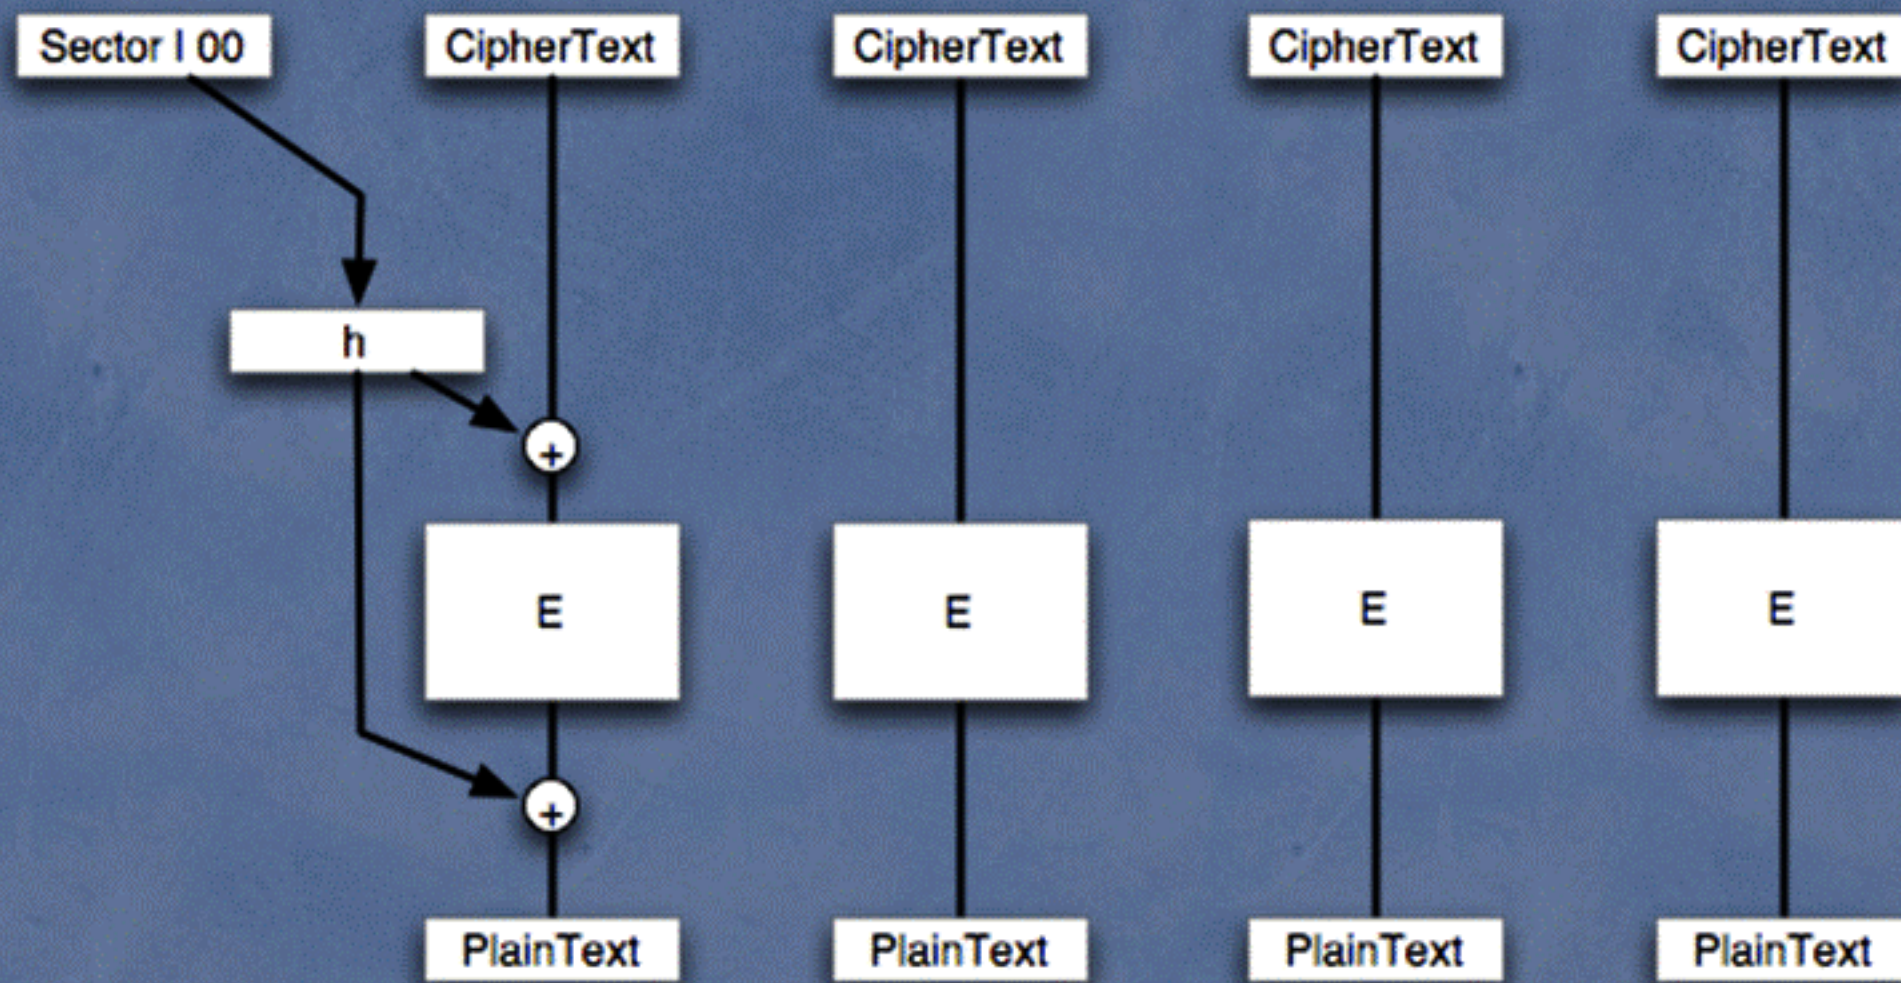 Sector | 00
CipherText
CipherText
CipherText
CipherText
h
+
E
E
E
E
+
PlainText
PlainText
PlainText
PlainText